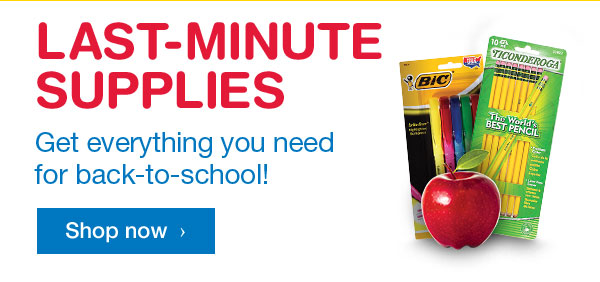 LAST-MINUTE
SUPPLIES
Get everything you need
for back-to-school!
Shop now ›
BIC
10
TICONDEROGA
The World's
BEST PENCIL